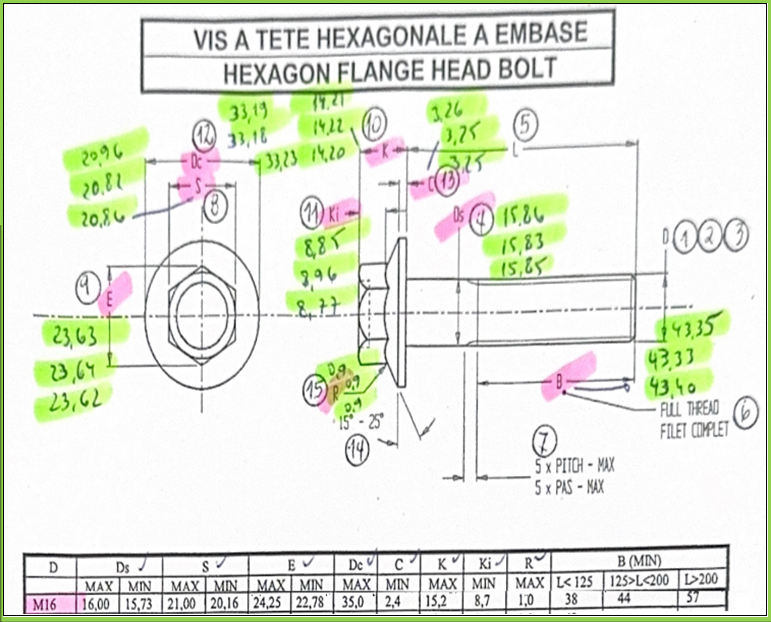 VIS A TETE HEXAGONALE A EMBASE
HEXAGON FLANGE HEAD BOLT
20,96
20,82
20,86
12
Dc
S
8
33,19
33,18
33,23
14,21
14,22
14,20
10
K
3,26
3,25
3,25
C 13
5
L
11 Ki
8,85
8,96
8,77
Ds 4
15,86
15,83
15,85
D 1 2 3
9
E
23,63
23,64
23,62
43,35
43,33
43,40
B
0,9
15 R 0,9
0,9
15° - 25°
14
FULL THREAD
FILET COMPLET 6
7
5 x PITCH - MAX
5 x PAS - MAX
D Ds S E Dc C K Ki R B (MIN)
MAX MIN MAX MIN MAX MIN MAX MIN MAX MIN MAX L< 125 125>L<200 L>200
M16 16,00 15,73 21,00 20,16 24,25 22,78 35,0 2,4 15,2 8,7 1,0 38 44 57